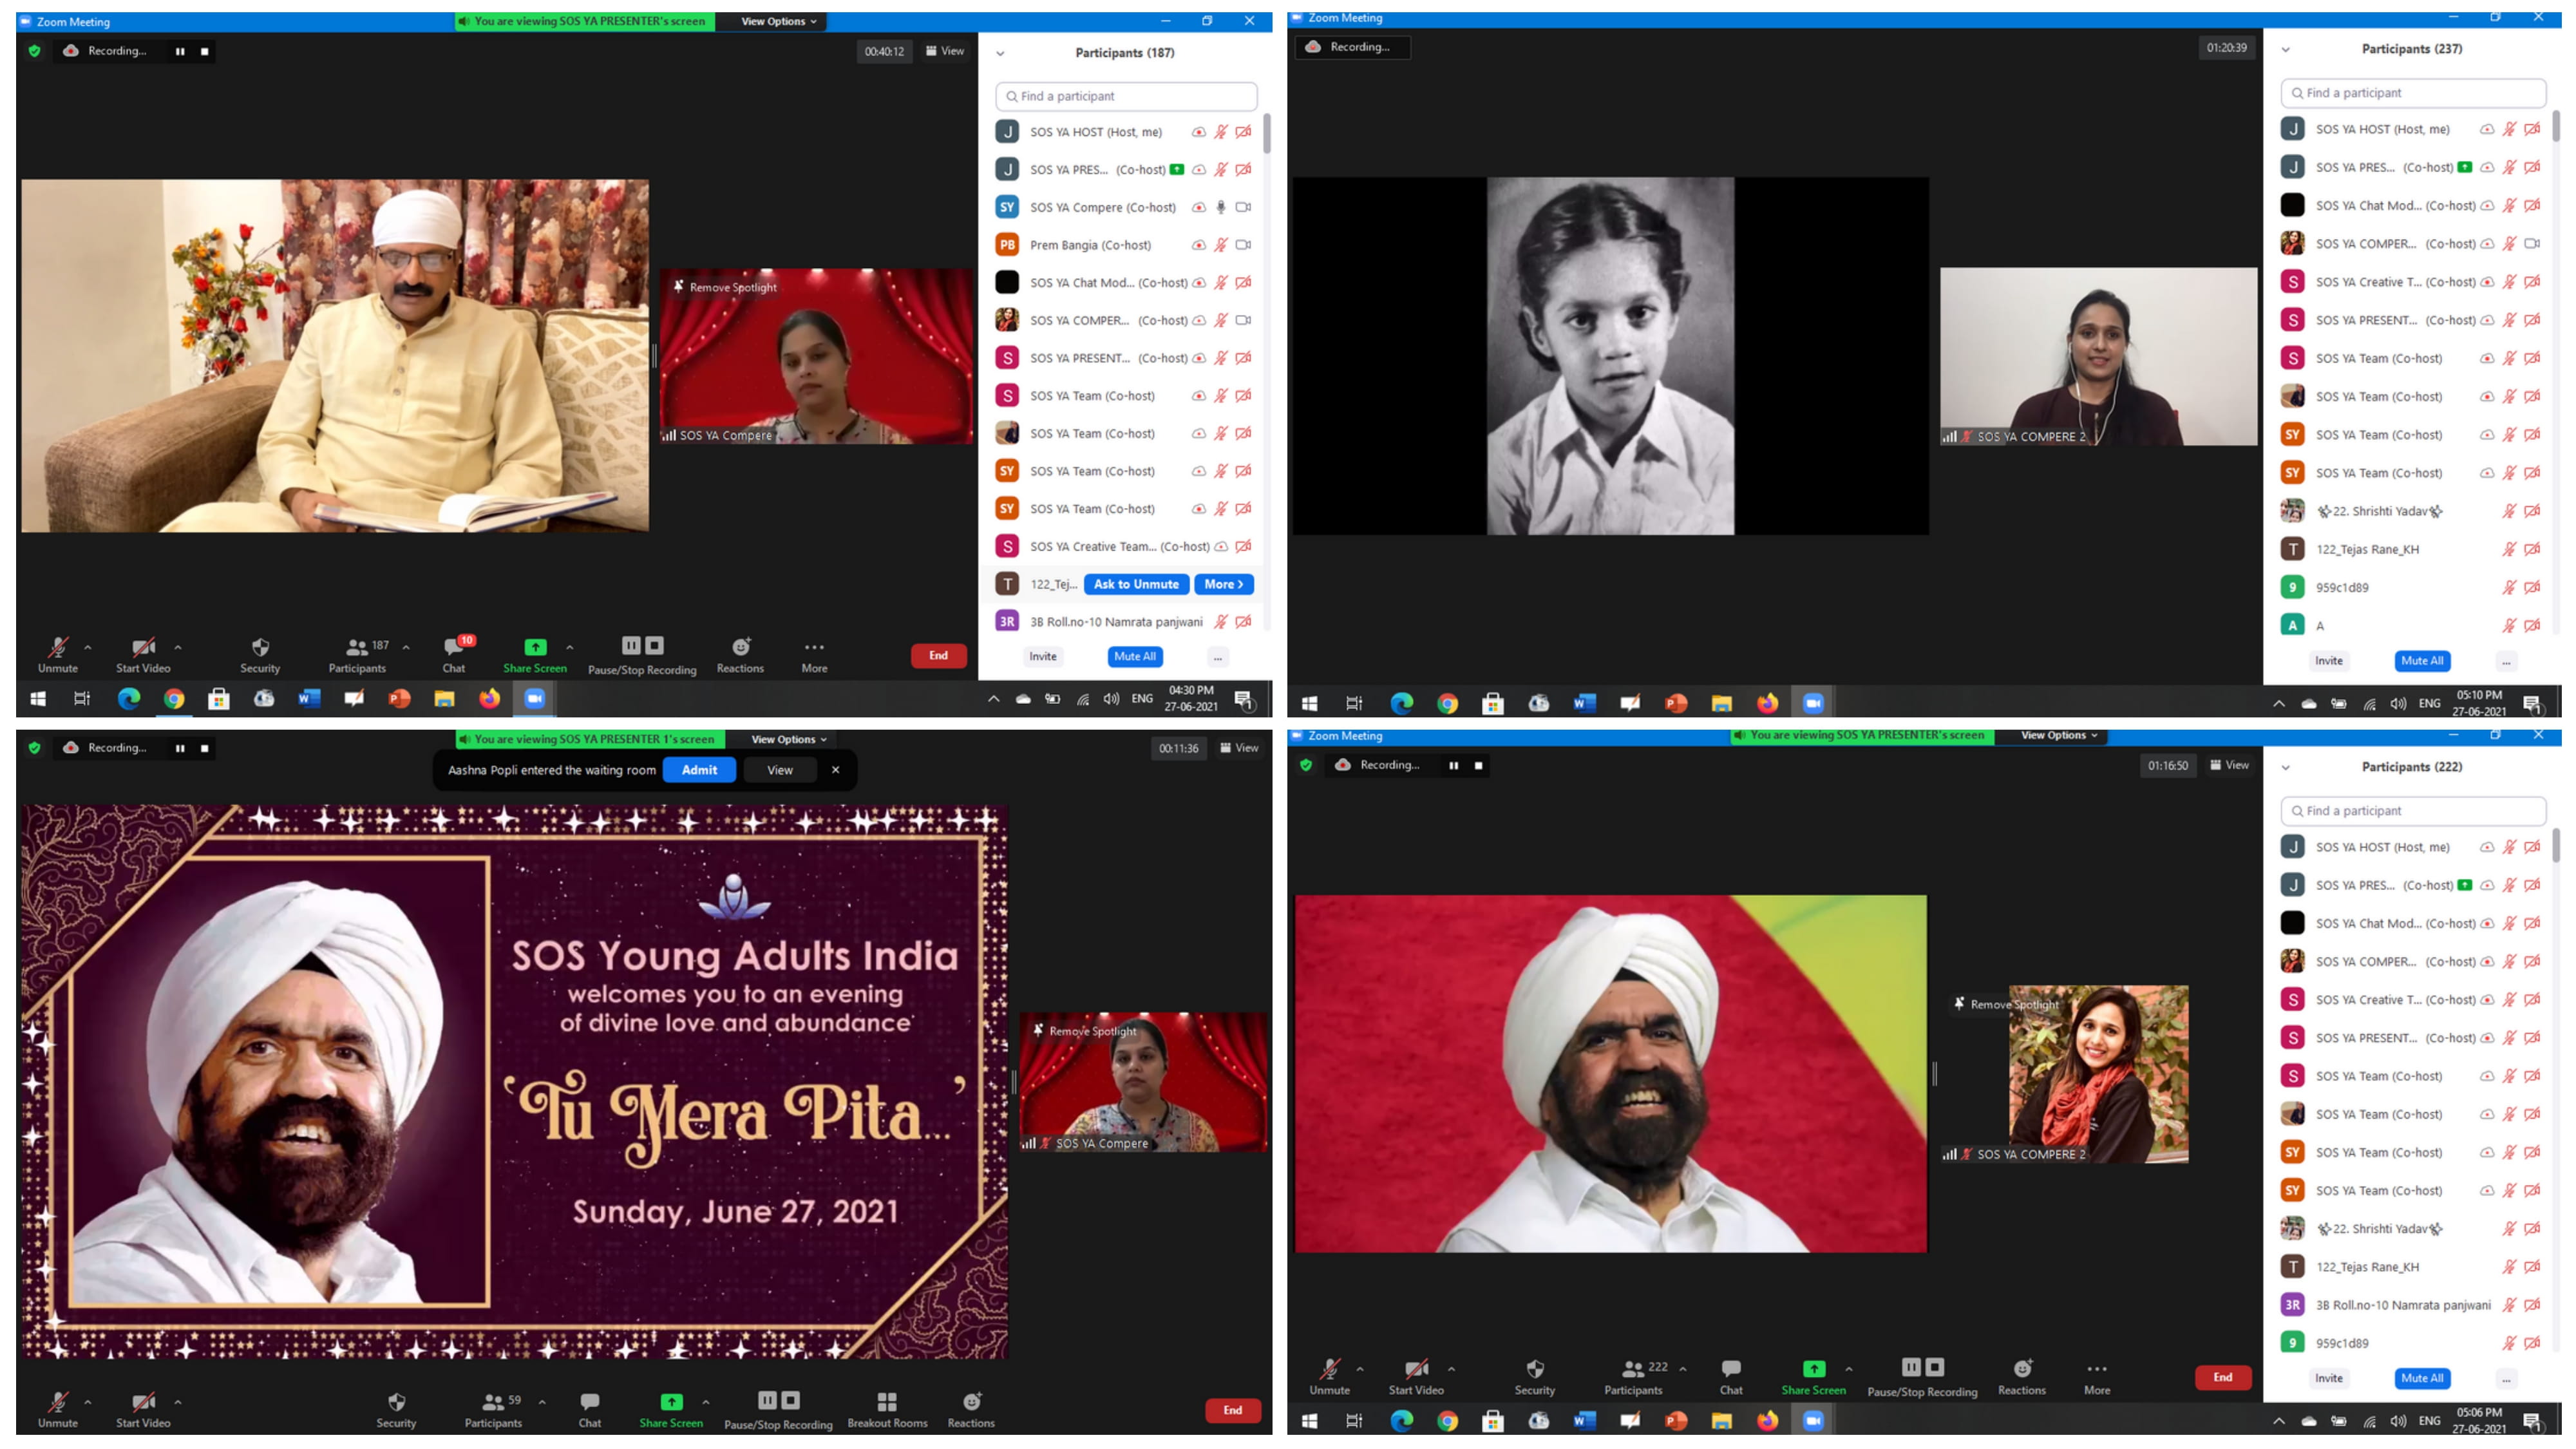 Zoom Meeting
You are viewing SOS YA PRESENTER's screen
View Options
Recording...
00:40:12
View
Remove Spotlight
SOS YA Compere
Participants (187)
Find a participant
J
SOS YA HOST (Host, me)
J
SOS YA PRES... (Co-host)
SY
SOS YA Compere (Co-host)
PB
Prem Bangia (Co-host)
SOS YA Chat Mod... (Co-host)
SOS YA COMPER... (Co-host)
S
SOS YA PRESENT... (Co-host)
S
SOS YA Team (Co-host)
SOS YA Team (Co-host)
SY
SOS YA Team (Co-host)
SY
SOS YA Team (Co-host)
S
SOS YA Creative Team... (Co-host)
T
122_Tej...
Ask to Unmute
More >
3R
3B Roll.no-10 Namrata panjwani
Invite
Mute All
...
Unmute
Start Video
Security
187
Participants
10
Chat
Share Screen
Pause/Stop Recording
Reactions
More
End
ENG
04:30 PM
27-06-2021
1
Zoom Meeting
Recording...
01:20:39
SOS YA COMPERE 2
Participants (237)
Find a participant
J
SOS YA HOST (Host, me)
J
SOS YA PRES... (Co-host)
SOS YA Chat Mod... (Co-host)
SOS YA COMPER... (Co-host)
S
SOS YA Creative T... (Co-host)
S
SOS YA PRESENT... (Co-host)
S
SOS YA Team (Co-host)
SOS YA Team (Co-host)
SY
SOS YA Team (Co-host)
SY
SOS YA Team (Co-host)
22. Shrishti Yadav
T
122_Tejas Rane_KH
9
959c1d89
A
A
Invite
Mute All
...
ENG
05:10 PM
27-06-2021
1
Recording...
You are viewing SOS YA PRESENTER 1's screen
View Options
Aashna Popli entered the waiting room
Admit
View
00:11:36
View
SOS Young Adults India
welcomes you to an evening
of divine love and abundance
'Tu Mera Pita...'
Sunday, June 27, 2021
Remove Spotlight
SOS YA Compere
Unmute
Start Video
Security
59
Participants
Chat
Share Screen
Pause/Stop Recording
Breakout Rooms
Reactions
End
Zoom Meeting
You are viewing SOS YA PRESENTER's screen
View Options
Recording...
01:16:50
View
Remove Spotlight
SOS YA COMPERE 2
Participants (222)
Find a participant
J
SOS YA HOST (Host, me)
J
SOS YA PRES... (Co-host)
SOS YA Chat Mod... (Co-host)
SOS YA COMPER... (Co-host)
S
SOS YA Creative T... (Co-host)
S
SOS YA PRESENT... (Co-host)
S
SOS YA Team (Co-host)
SOS YA Team (Co-host)
SY
SOS YA Team (Co-host)
SY
SOS YA Team (Co-host)
22. Shrishti Yadav
T
122_Tejas Rane_KH
3R
3B Roll.no-10 Namrata panjwani
9
959c1d89
Invite
Mute All
...
Unmute
Start Video
Security
222
Participants
Chat
Share Screen
Pause/Stop Recording
Reactions
More
End
ENG
05:06 PM
27-06-2021
1